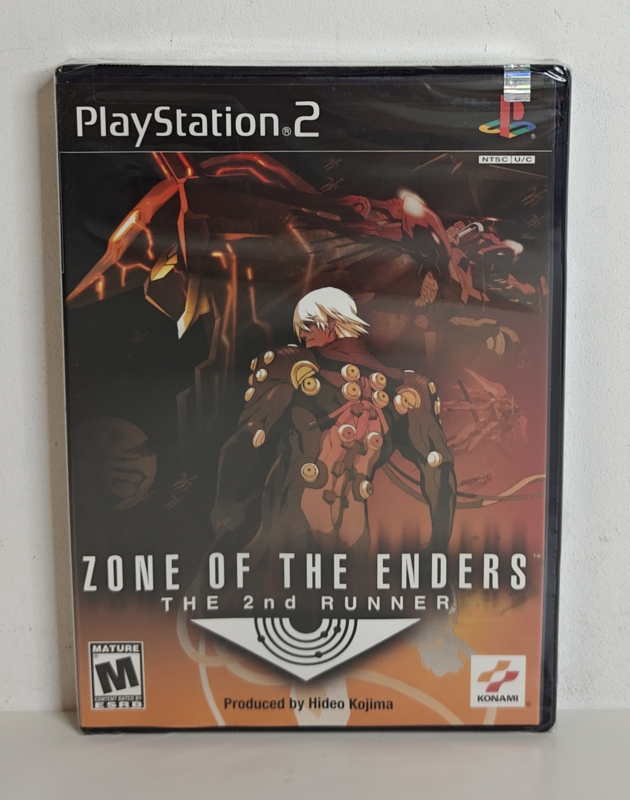 PlayStation®2
NTSC U/C
ZONE OF THE ENDERS™
THE 2nd RUNNER
MATURE
M
CONTENT RATED BY
ESRB
KONAMI®
Produced by Hideo Kojima